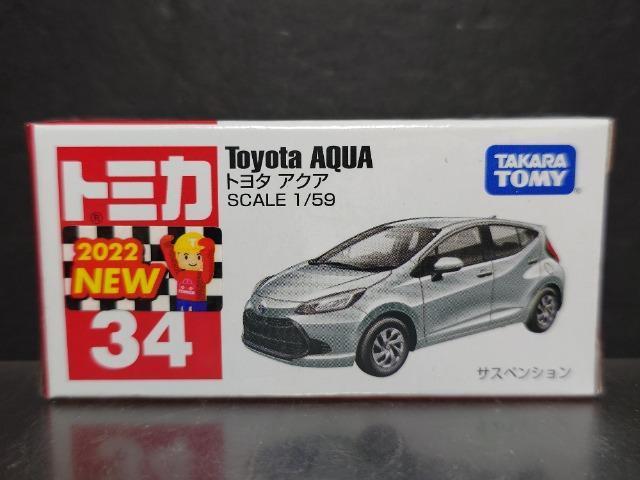 トミカ
®
2022
NEW
34
Toyota AQUA
トヨタ アクア
SCALE 1/59
TAKARA
TOMY
サスペンション